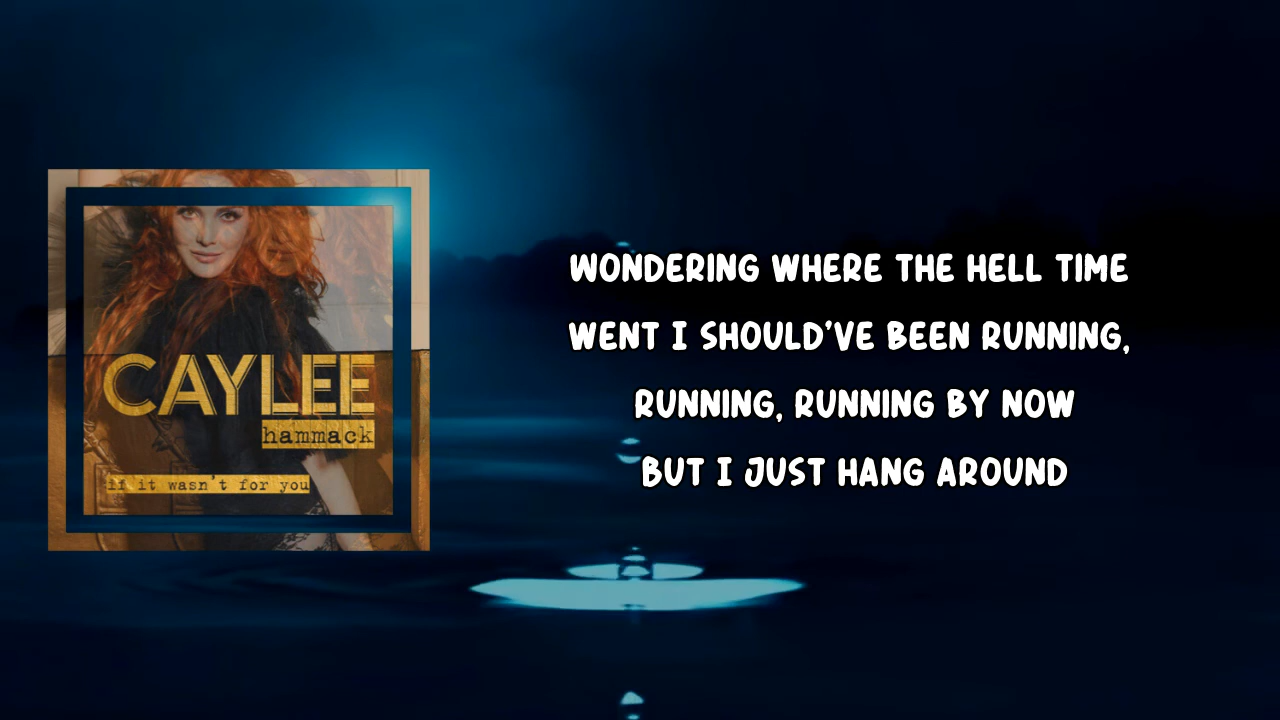 CAYLEE
hammack
if it wasn't for you
WONDERING WHERE THE HELL TIME
WENT I SHOULD'VE BEEN RUNNING,
RUNNING, RUNNING BY NOW
BUT I JUST HANG AROUND